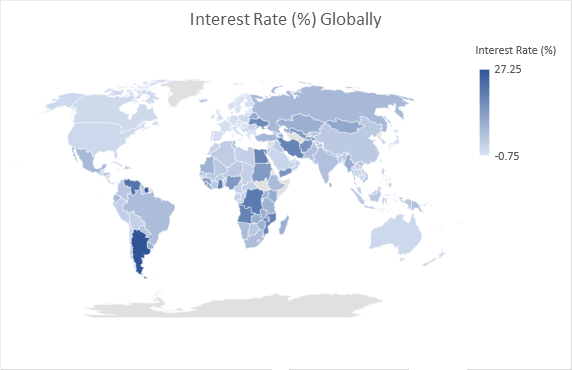 Interest Rate (%) Globally
Interest Rate (%)
27.25
-0.75